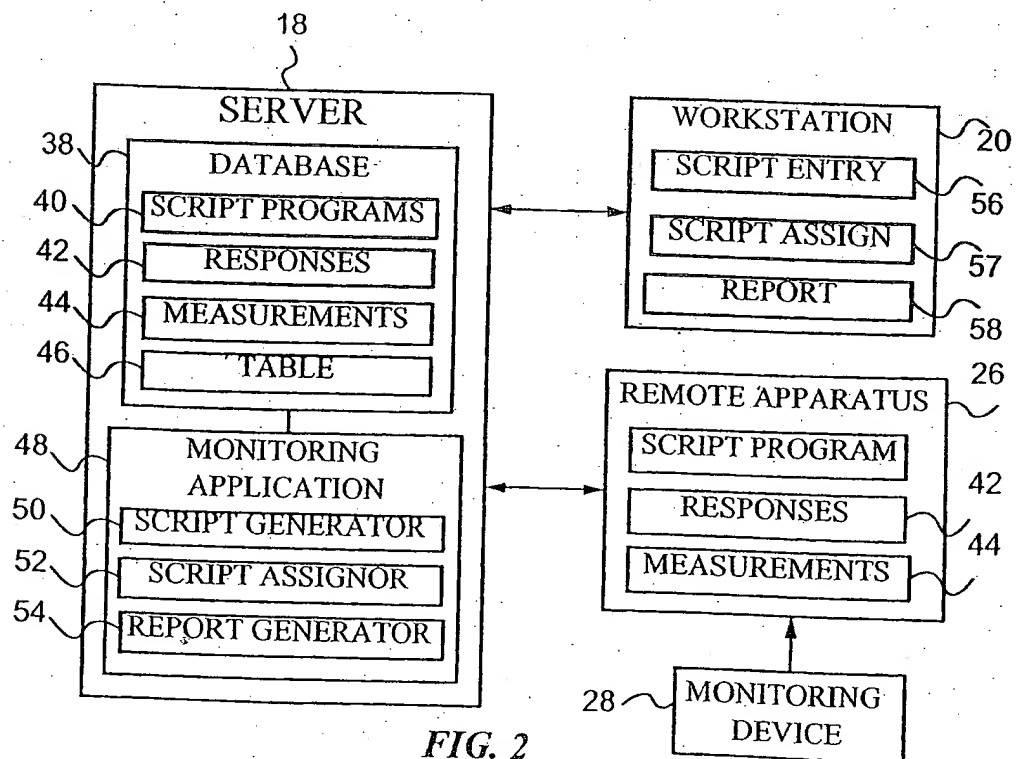 18
SERVER
38
DATABASE
40
SCRIPT PROGRAMS
42
RESPONSES
44
MEASUREMENTS
46
TABLE
48
MONITORING
APPLICATION
50
SCRIPT GENERATOR
52
SCRIPT ASSIGNOR
54
REPORT GENERATOR
WORKSTATION
20
SCRIPT ENTRY
56
SCRIPT ASSIGN
57
REPORT
58
26
REMOTE APPARATUS
SCRIPT PROGRAM
42
RESPONSES
44
MEASUREMENTS
28
MONITORING
DEVICE
FIG. 2